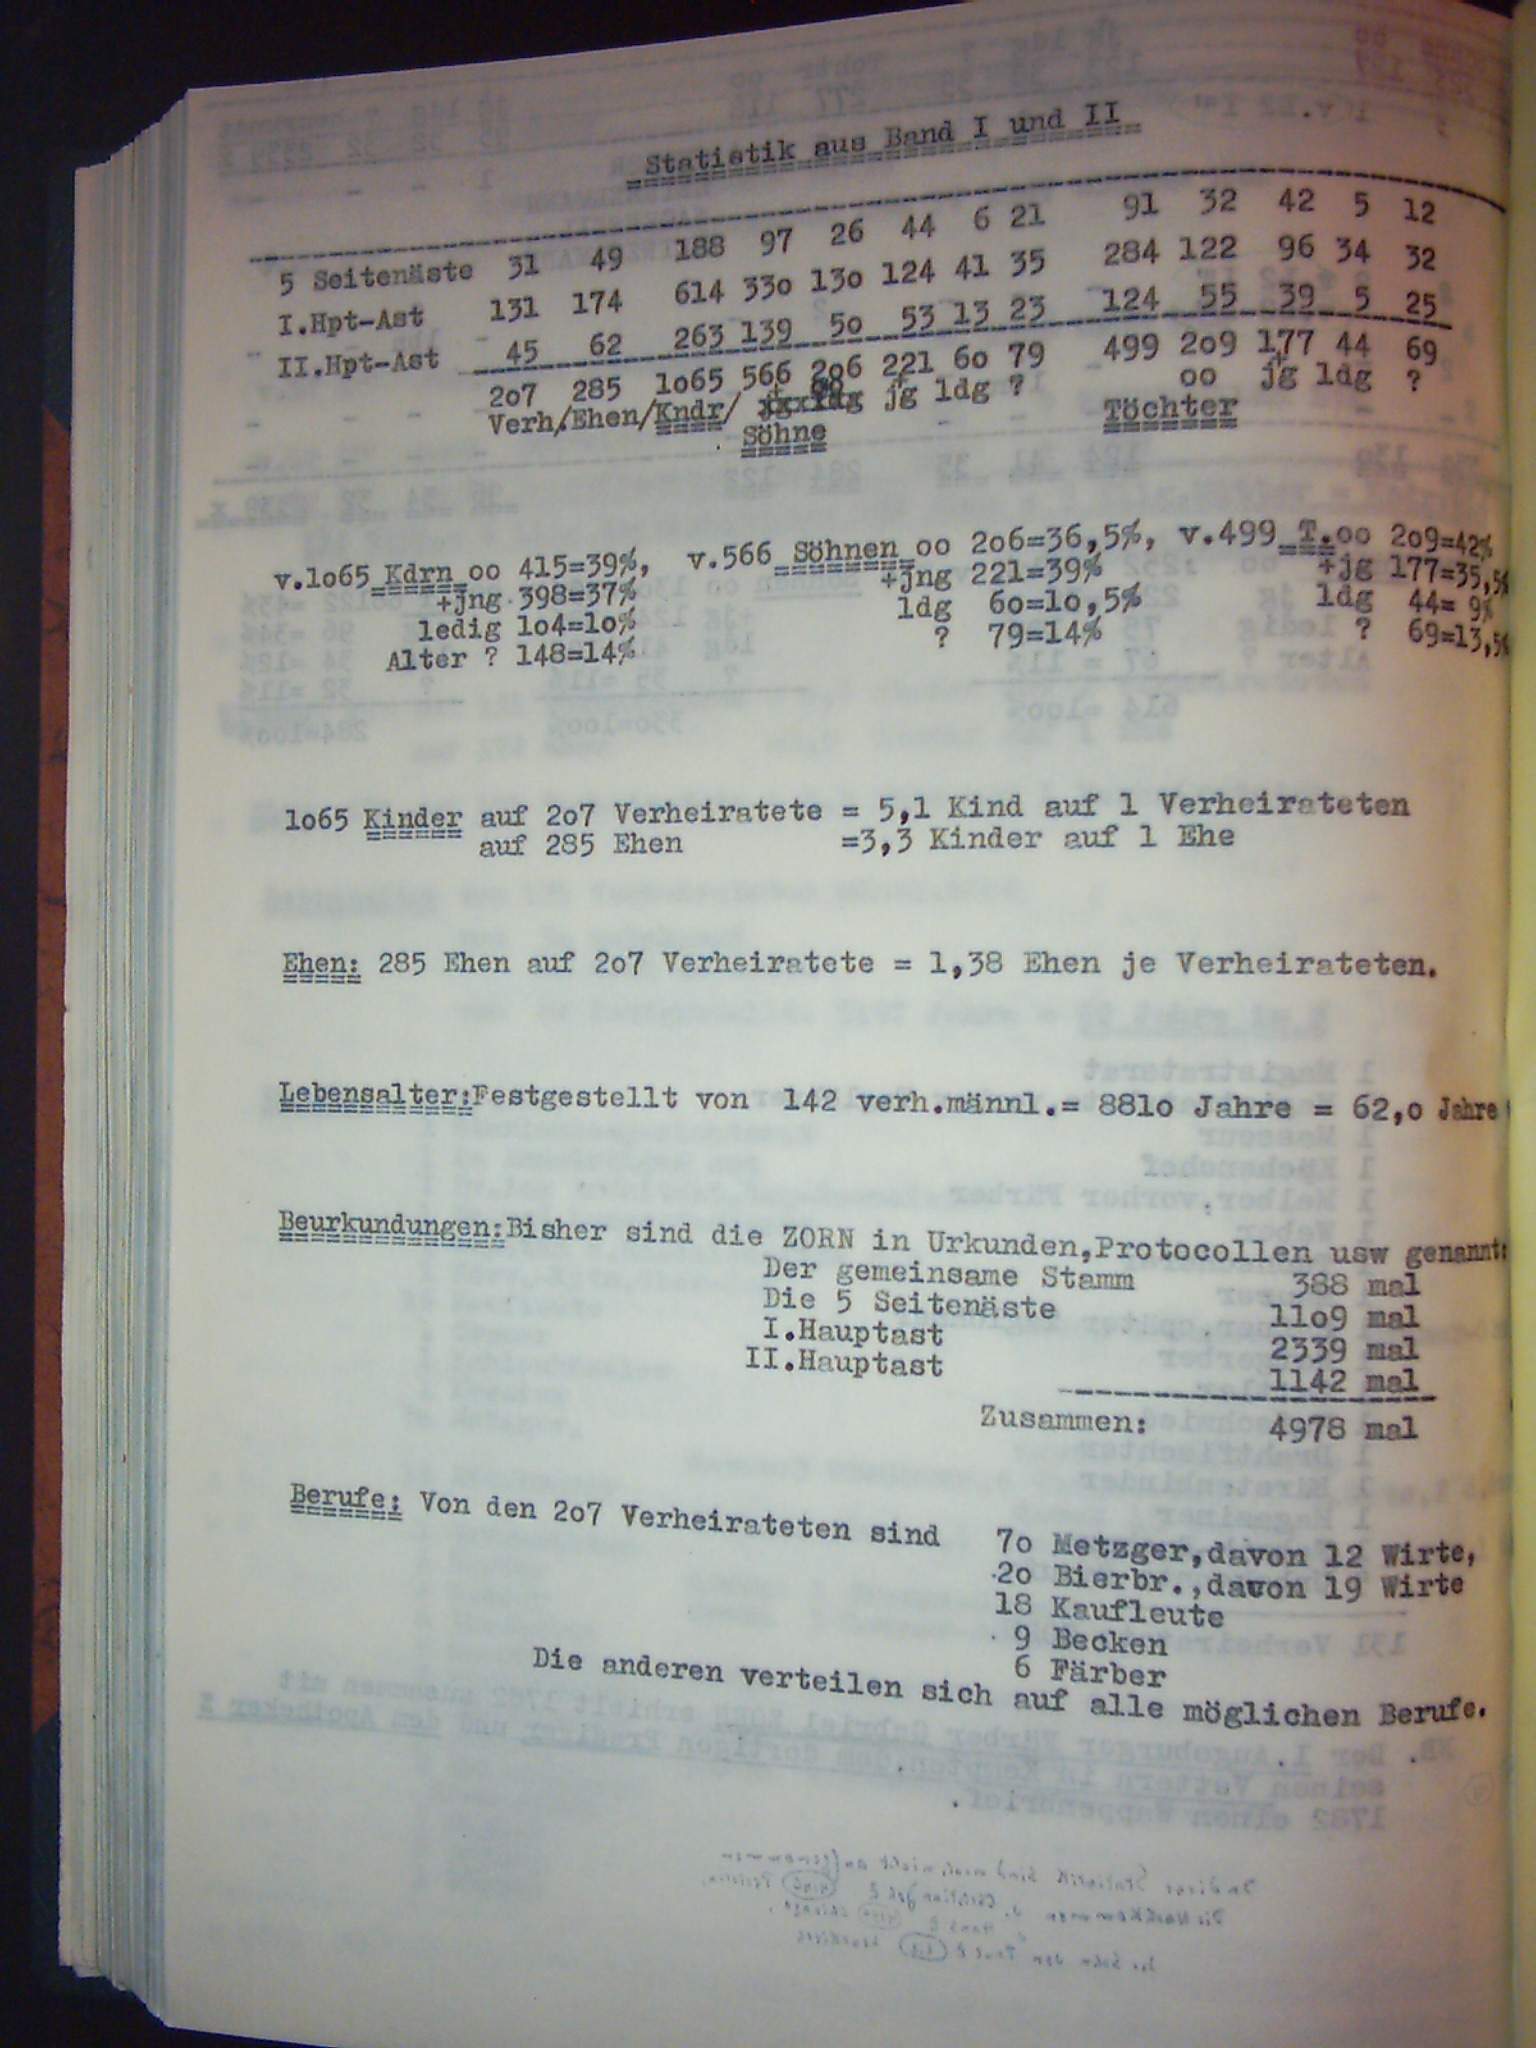 Statistik aus Band I und II
5 Seitenäste 31 49 188 97 26 44 6 21 91 32 42 5 12
I.Hpt-Ast 131 174 614 33o 13o 124 41 35 284 122 96 34 32
II.Hpt-Ast 45 62 263 139 5o 53 13 23 124 55 39 5 25
2o7 285 1o65 566 2o6 221 6o 79 499 2o9 177 44 69
Verh/Ehen/Kndr/ oo +jg ldg ? oo +jg ldg ?
Söhne Töchter
v.1o65 Kdrn oo 415=39%, v.566 Söhnen oo 2o6=36,5%, v.499 T.oo 2o9=42%
+jng 398=37% +jng 221=39% +jg 177=35,5%
ledig 1o4=1o% ldg 6o=1o,5% ldg 44= 9%
Alter ? 148=14% ? 79=14% ? 69=13,5%
1o65 Kinder auf 2o7 Verheiratete = 5,1 Kind auf 1 Verheirateten
auf 285 Ehen =3,3 Kinder auf 1 Ehe
Ehen: 285 Ehen auf 2o7 Verheiratete = 1,38 Ehen je Verheirateten.
Lebensalter:Festgestellt von 142 verh.männl.= 881o Jahre = 62,o Jahre
Beurkundungen:Bisher sind die ZORN in Urkunden,Protocollen usw genannt:
Der gemeinsame Stamm 388 mal
Die 5 Seitenäste 11o9 mal
I.Hauptast 2339 mal
II.Hauptast 1142 mal
Zusammen: 4978 mal
Berufe: Von den 2o7 Verheirateten sind 7o Metzger,davon 12 Wirte,
2o Bierbr.,davon 19 Wirte
18 Kaufleute
9 Becken
6 Färber
Die anderen verteilen sich auf alle möglichen Berufe.